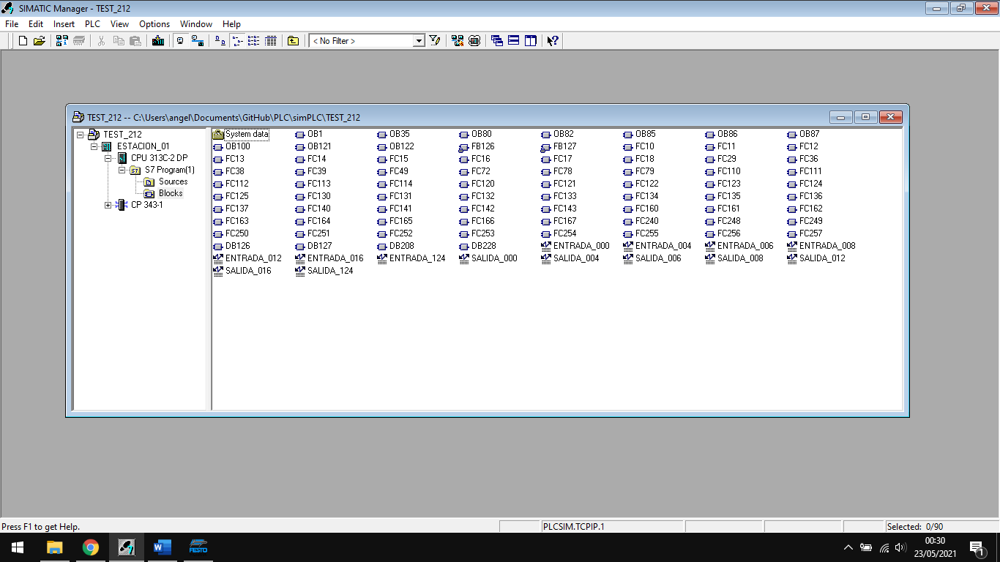 SIMATIC Manager - TEST_212
File Edit Insert PLC View Options Window Help
< No Filter >
TEST_212 -- C:\Users\angel\Documents\GitHub\PLC\simPLC\TEST_212
TEST_212
ESTACION_01
CPU 313C-2 DP
S7 Program(1)
Sources
Blocks
CP 343-1
System data OB1 OB35 OB80 OB82 OB85 OB86 OB87
OB100 OB121 OB122 FB126 FB127 FC10 FC11 FC12
FC13 FC14 FC15 FC16 FC17 FC18 FC29 FC36
FC38 FC39 FC49 FC72 FC78 FC79 FC110 FC111
FC112 FC113 FC114 FC120 FC121 FC122 FC123 FC124
FC125 FC130 FC131 FC132 FC133 FC134 FC135 FC136
FC137 FC140 FC141 FC142 FC143 FC160 FC161 FC162
FC163 FC164 FC165 FC166 FC167 FC240 FC248 FC249
FC250 FC251 FC252 FC253 FC254 FC255 FC256 FC257
DB126 DB127 DB208 DB228 ENTRADA_000 ENTRADA_004 ENTRADA_006 ENTRADA_008
ENTRADA_012 ENTRADA_016 ENTRADA_124 SALIDA_000 SALIDA_004 SALIDA_006 SALIDA_008 SALIDA_012
SALIDA_016 SALIDA_124
Press F1 to get Help. PLCSIM.TCPIP.1 Selected: 0/90
FESTO
00:30
23/05/2021
1